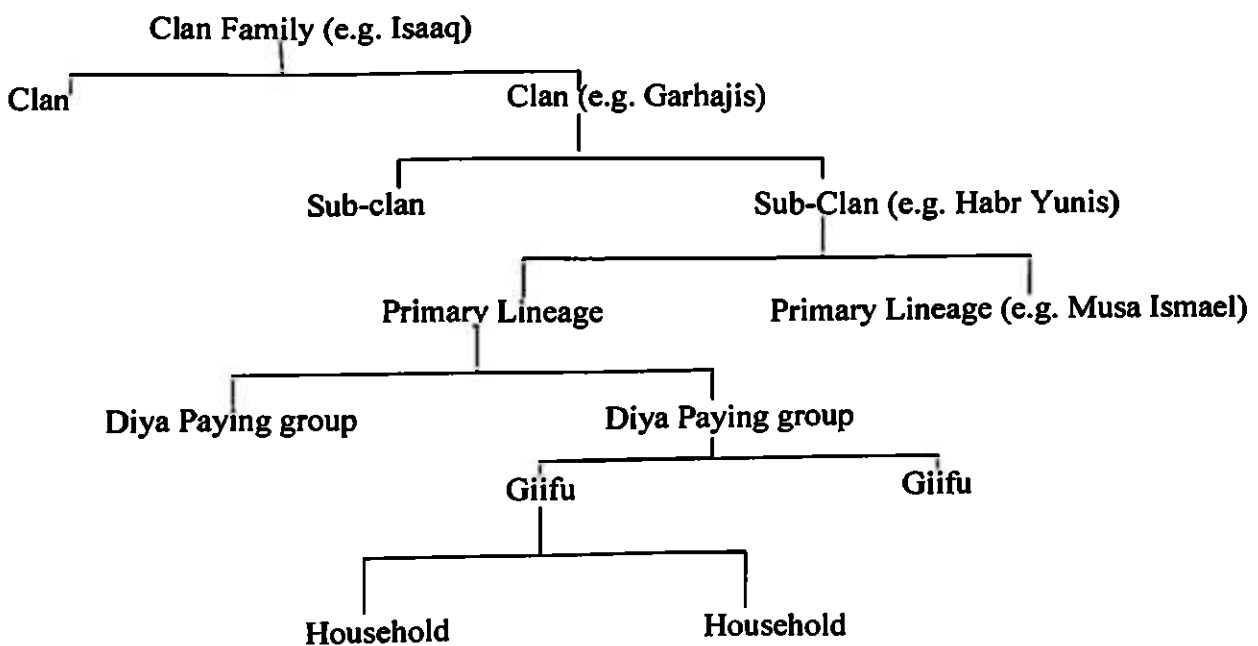 Clan Family (e.g. Isaaq)
Clan
Clan (e.g. Garhajis)
Sub-clan
Sub-Clan (e.g. Habr Yunis)
Primary Lineage
Primary Lineage (e.g. Musa Ismael)
Diya Paying group
Diya Paying group
Giifu
Giifu
Household
Household